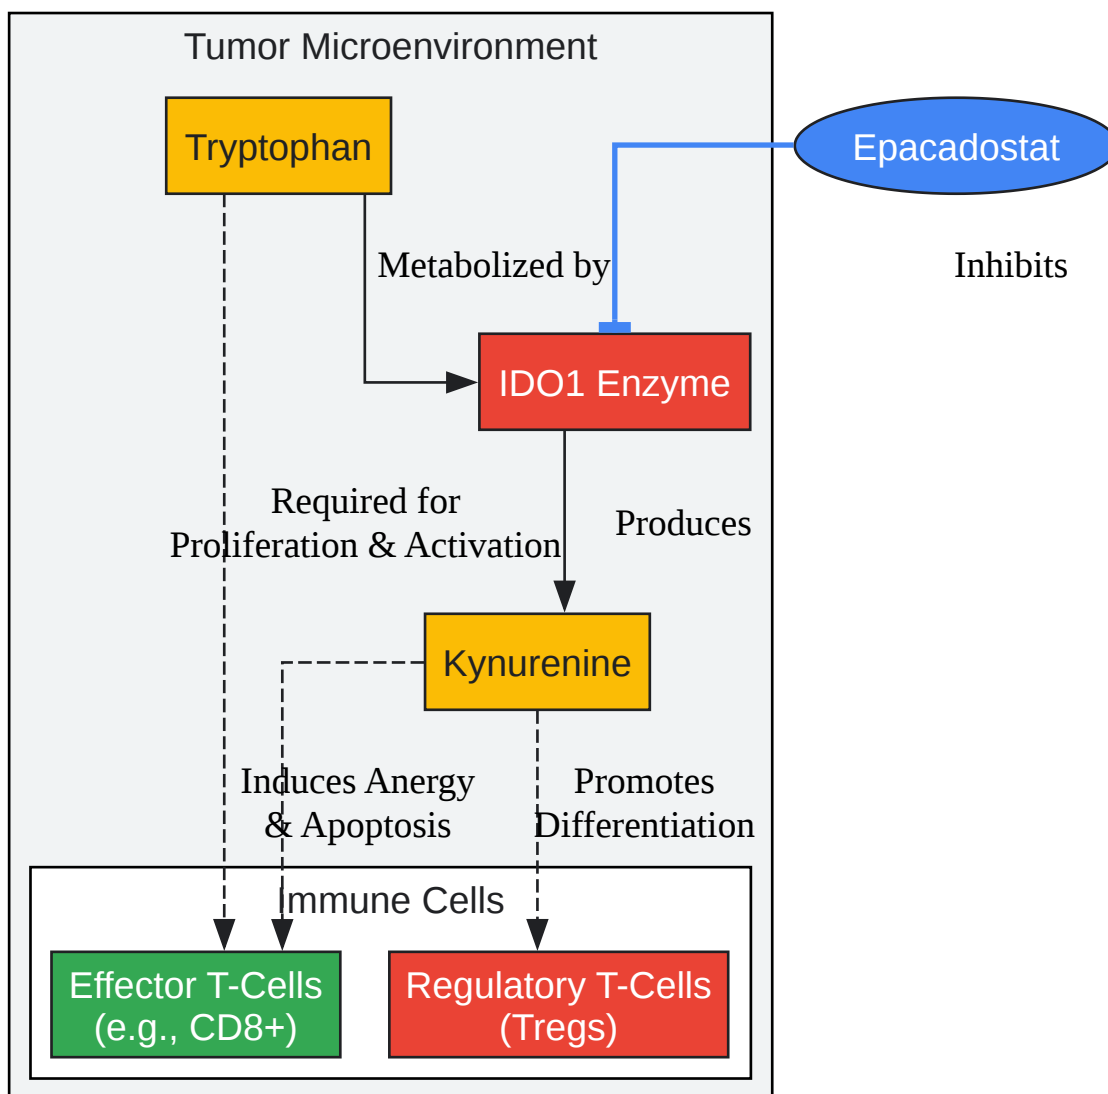 Tumor Microenvironment
Tryptophan
Epacadostat
Metabolized by
Inhibits
IDO1 Enzyme
Required for
Proliferation & Activation
Produces
Kynurenine
Induces Anergy
& Apoptosis
Promotes
Differentiation
Immune Cells
Effector T-Cells
(e.g., CD8+)
Regulatory T-Cells
(Tregs)